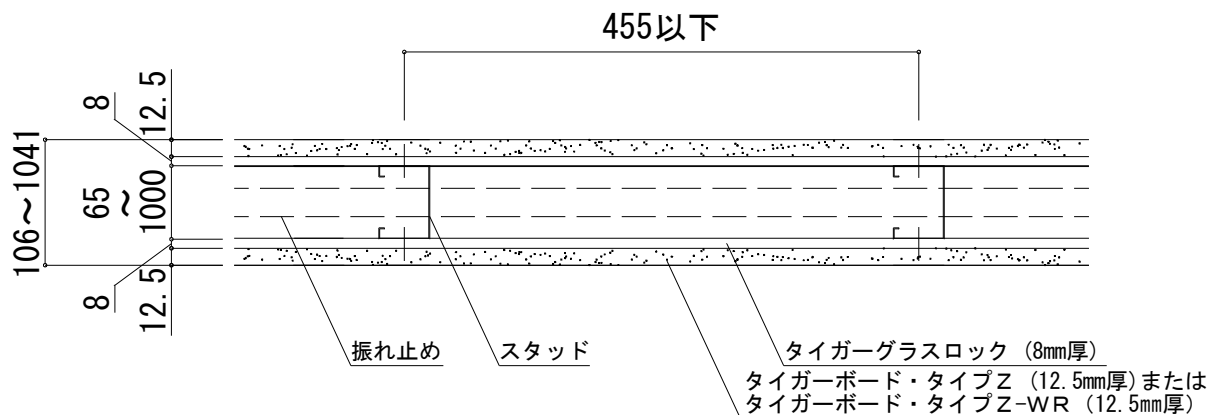 455以下
12.5
8
106〜1041
65
〜
1000
8
12.5
振れ止め
スタッド
タイガーグラスロック (8mm厚)
タイガーボード・タイプZ (12.5mm厚)または
タイガーボード・タイプZ-WR (12.5mm厚)